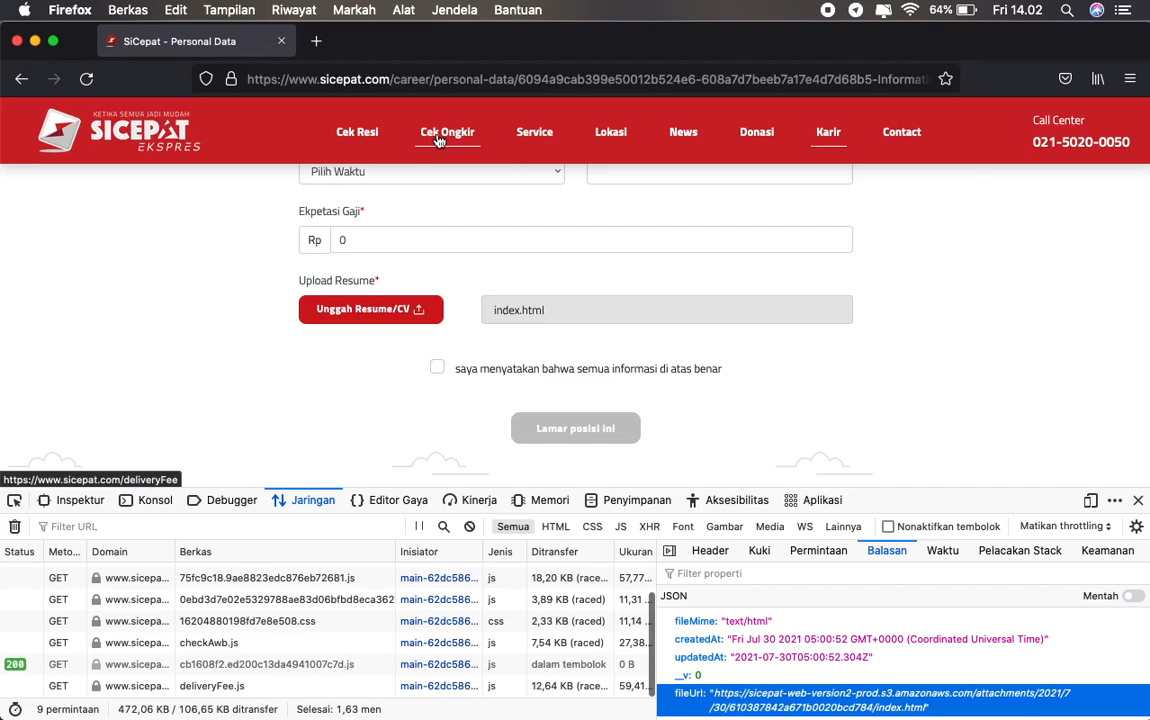 Firefox Berkas Edit Tampilan Riwayat Markah Alat Jendela Bantuan 64% Fri 14.02
SiCepat - Personal Data
https://www.sicepat.com/career/personal-data/6094a9cab399e50012b524e6-608a7d7beeb7a17e4d7d68b5-Informati
KETIKA SEMUA JADI MUDAH
SICEPAT
EKSPRES
Cek Resi Cek Ongkir Service Lokasi News Donasi Karir Contact
Call Center
021-5020-0050
Pilih Waktu
Ekpetasi Gaji*
Rp 0
Upload Resume*
Unggah Resume/CV index.html
saya menyatakan bahwa semua informasi di atas benar
Lamar posisi ini
https://www.sicepat.com/deliveryFee
Inspektur Konsol Debugger Jaringan Editor Gaya Kinerja Memori Penyimpanan Aksesibilitas Aplikasi
Filter URL Semua HTML CSS JS XHR Font Gambar Media WS Lainnya Nonaktifkan tembolok Matikan throttling
Status Meto... Domain Berkas Inisiator Jenis Ditransfer Ukuran Header Kuki Permintaan Balasan Waktu Pelacakan Stack Keamanan
Filter properti
JSON Mentah
GET www.sicepa... 75fc9c18.9ae8823edc876eb72681.js main-62dc586... js 18,20 KB (race... 57,77...
GET www.sicepa... 0ebd3d7e02e5329788ae83d06bfbd8eca362 main-62dc586... js 3,89 KB (raced) 11,31 ...
GET www.sicepa... 16204880198fd7e8e508.css main-62dc586... css 2,33 KB (raced) 11,14 ...
GET www.sicepa... checkAwb.js main-62dc586... js 7,54 KB (raced) 27,38...
200 GET www.sicepa... cb1608f2.ed200c13da4941007c7d.js main-62dc586... js dalam tembolok 0 B
GET www.sicepa... deliveryFee.js main-62dc586... js 12,64 KB (rase... 59,41...
fileMime: "text/html"
createdAt: "Fri Jul 30 2021 05:00:52 GMT+0000 (Coordinated Universal Time)"
updatedAt: "2021-07-30T05:00:52.304Z"
__v: 0
fileUrl: "https://sicepat-web-version2-prod.s3.amazonaws.com/attachments/2021/7
/30/610387842a671b0020bcd784/index.html"
9 permintaan 472,06 KB / 106,65 KB ditransfer Selesai: 1,63 men